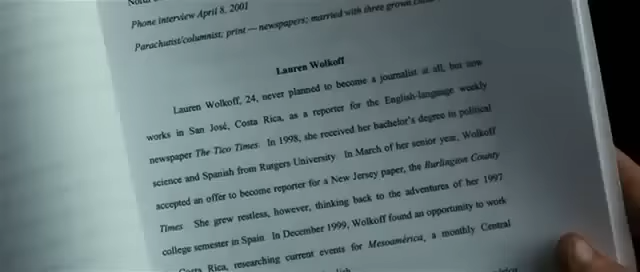 Phone interview April 8, 2001
Parachutist/columnist; print — newspapers; married with three grown
Lauren Wolkoff
Lauren Wolkoff, 24, never planned to become a journalist at all, but now
works in San José, Costa Rica, as a reporter for the English-language weekly
newspaper The Tico Times. In 1998, she received her bachelor's degree in political
science and Spanish from Rutgers University. In March of her senior year, Wolkoff
accepted an offer to become reporter for a New Jersey paper, the Burlington County
Times. She grew restless, however, thinking back to the adventures of her 1997
college semester in Spain. In December 1999, Wolkoff found an opportunity to work
Costa Rica, researching current events for Mesoamérica, a monthly Central